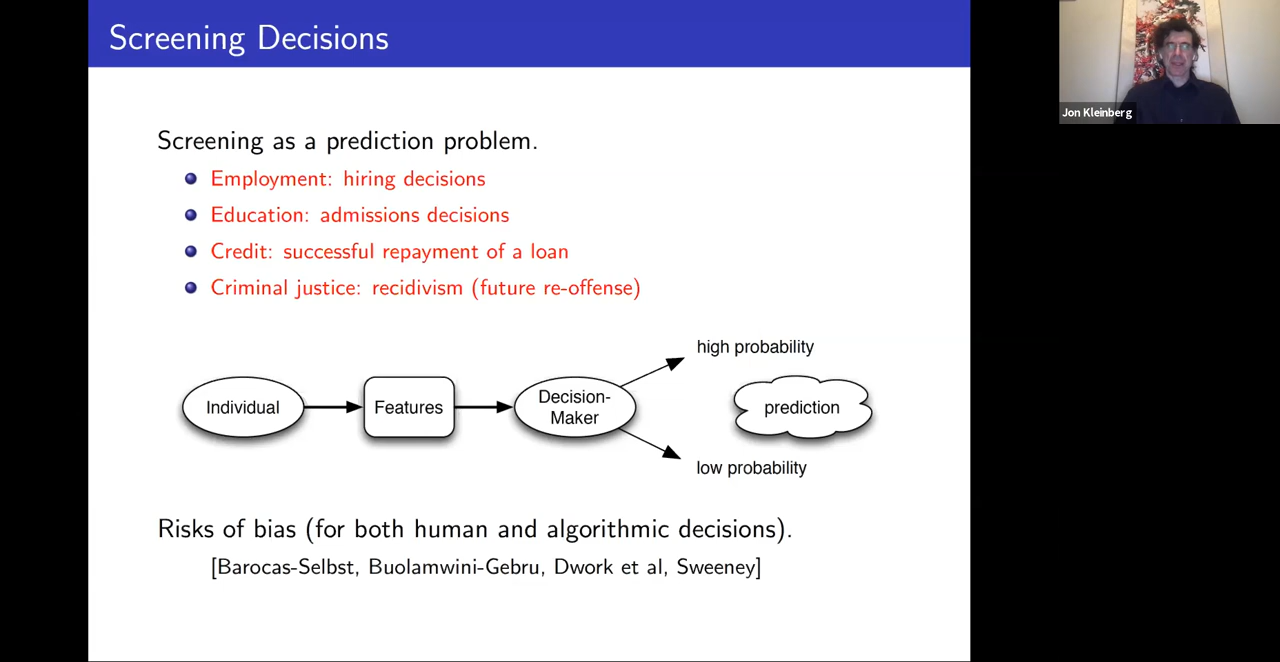 Screening Decisions
Jon Kleinberg
Screening as a prediction problem.
Employment: hiring decisions
Education: admissions decisions
Credit: successful repayment of a loan
Criminal justice: recidivism (future re-offense)
high probability
Individual
Features
Decision-
Maker
prediction
low probability
Risks of bias (for both human and algorithmic decisions).
[Barocas-Selbst, Buolamwini-Gebru, Dwork et al, Sweeney]